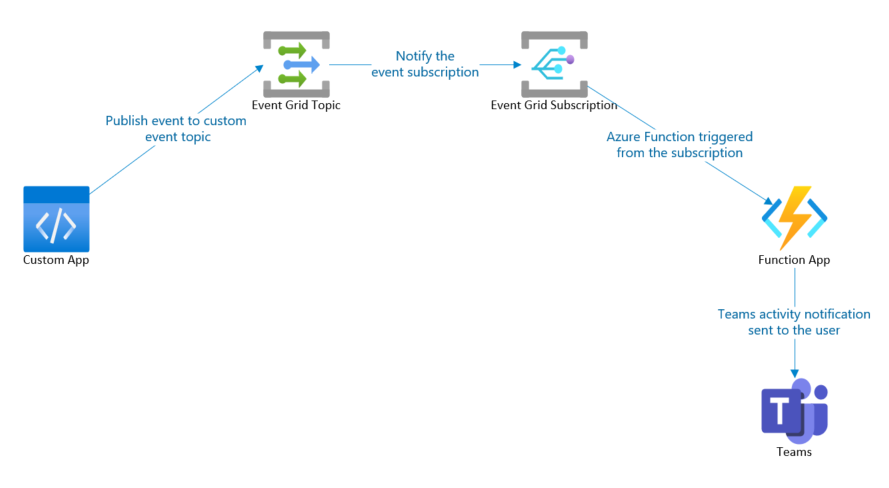 Notify the
event subscription
Event Grid Topic
Event Grid Subscription
Publish event to custom
event topic
Azure Function triggered
from the subscription
Custom App
Function App
Teams activity notification
sent to the user
T
Teams